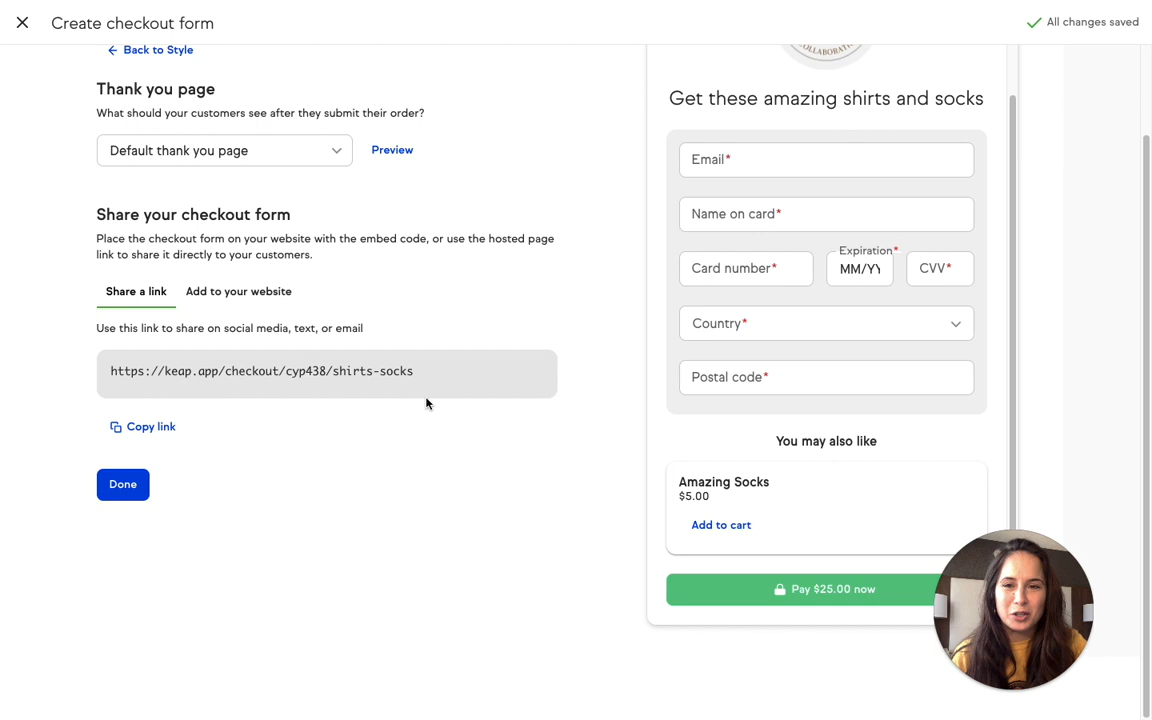 Create checkout form
All changes saved
Back to Style
Thank you page
What should your customers see after they submit their order?
Default thank you page
Preview
Share your checkout form
Place the checkout form on your website with the embed code, or use the hosted page
link to share it directly to your customers.
Share a link
Add to your website
Use this link to share on social media, text, or email
https://keap.app/checkout/cyp438/shirts-socks
Copy link
Done
Get these amazing shirts and socks
Email*
Name on card*
Card number*
Expiration*
MM/YY
CVV*
Country*
Postal code*
You may also like
Amazing Socks
$5.00
Add to cart
Pay $25.00 now